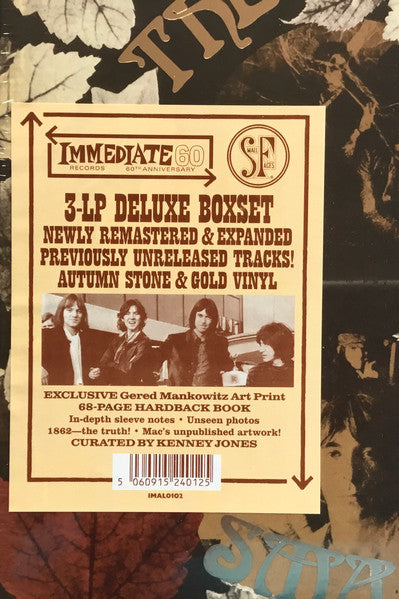 THE
IMMEDIATE 60
RECORDS 60TH ANNIVERSARY
SMALL
SF
FACES
3-LP DELUXE BOXSET
NEWLY REMASTERED & EXPANDED
PREVIOUSLY UNRELEASED TRACKS!
AUTUMN STONE & GOLD VINYL
EXCLUSIVE Gered Mankowitz Art Print
68-PAGE HARDBACK BOOK
In-depth sleeve notes • Unseen photos
1862—the truth! • Mac's unpublished artwork!
CURATED BY KENNEY JONES
5 060915 240125
IMAL0102